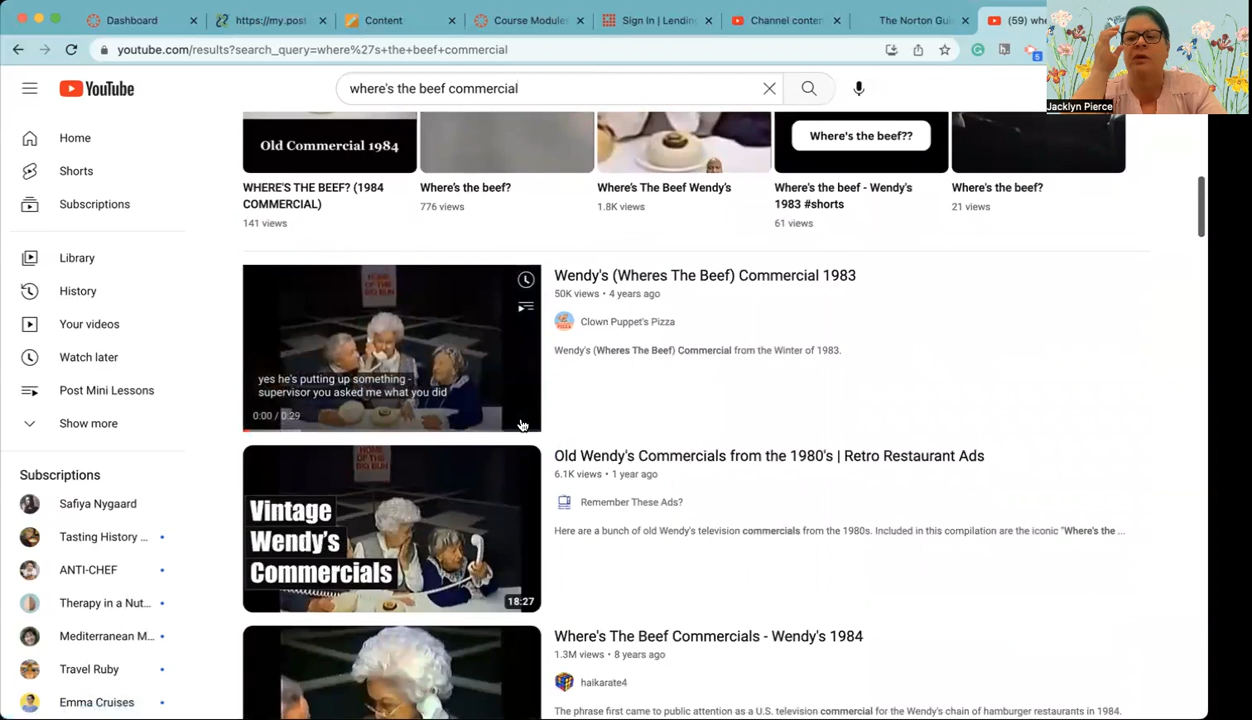 Dashboard
https://my.post
Content
Course Modules
Sign In | Lending
Channel conten
The Norton Gui
(59) whe
youtube.com/results?search_query=where%27s+the+beef+commercial
YouTube
where's the beef commercial
Jacklyn Pierce
Home
Shorts
Subscriptions
Library
History
Your videos
Watch later
Post Mini Lessons
Show more
Subscriptions
Safiya Nygaard
Tasting History ...
ANTI-CHEF
Therapy in a Nut...
Mediterranean M...
Travel Ruby
Emma Cruises
Old Commercial 1984
Where's the beef??
WHERE'S THE BEEF? (1984 COMMERCIAL)
141 views
Where's the beef?
776 views
Where's The Beef Wendy's
1.8K views
Where's the beef - Wendy's 1983 #shorts
61 views
Where's the beef?
21 views
HOME OF THE BIG BUN
yes he's putting up something -
supervisor you asked me what you did
0:00 / 0:29
Wendy's (Wheres The Beef) Commercial 1983
50K views • 4 years ago
Clown Puppet's Pizza
Wendy's (Wheres The Beef) Commercial from the Winter of 1983.
HOME OF THE BIG BUN
Vintage
Wendy's
Commercials
18:27
Old Wendy's Commercials from the 1980's | Retro Restaurant Ads
6.1K views • 1 year ago
Remember These Ads?
Here are a bunch of old Wendy's television commercials from the 1980s. Included in this compilation are the iconic "Where's the ...
Where's The Beef Commercials - Wendy's 1984
1.3M views • 8 years ago
haikarate4
The phrase first came to public attention as a U.S. television commercial for the Wendy's chain of hamburger restaurants in 1984.